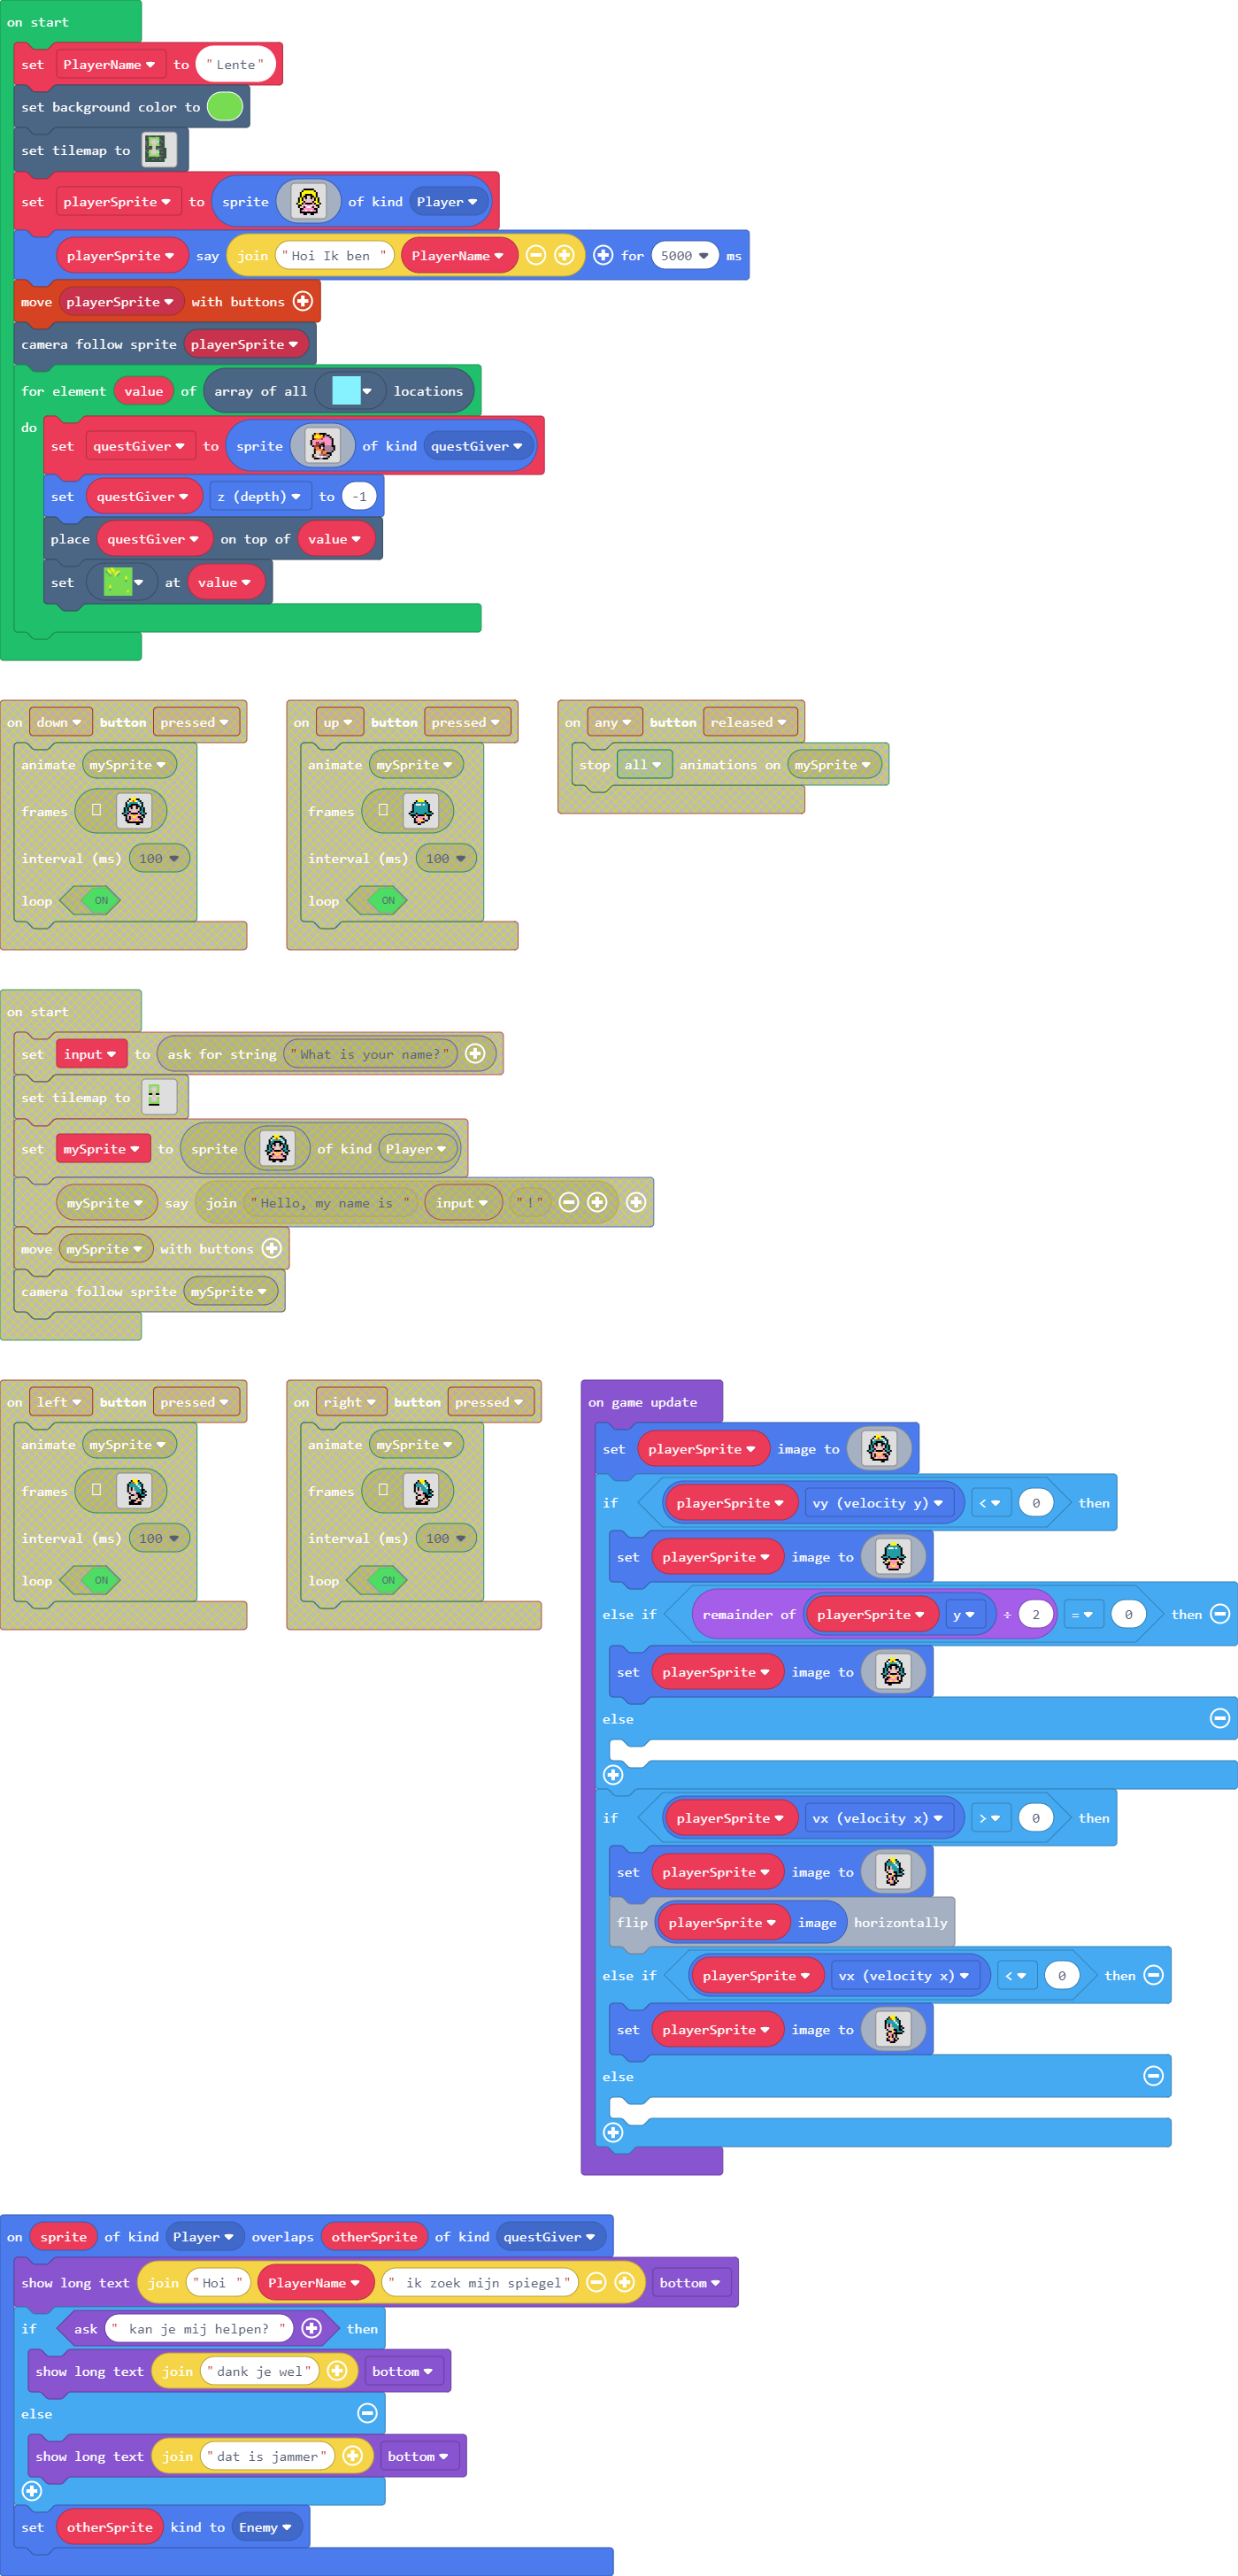 on start
set PlayerName to "Lente"
set background color to
set tilemap to
set playerSprite to sprite of kind Player
playerSprite say join "Hoi Ik ben " PlayerName for 5000 ms
move playerSprite with buttons
camera follow sprite playerSprite
for element value of array of all locations
do
set questGiver to sprite of kind questGiver
set questGiver z (depth) to -1
place questGiver on top of value
set at value
on down button pressed
animate mySprite
frames
interval (ms) 100
loop ON
on up button pressed
animate mySprite
frames
interval (ms) 100
loop ON
on any button released
stop all animations on mySprite
on start
set input to ask for string "What is your name?"
set tilemap to
set mySprite to sprite of kind Player
mySprite say join "Hello, my name is " input "!"
move mySprite with buttons
camera follow sprite mySprite
on left button pressed
animate mySprite
frames
interval (ms) 100
loop ON
on right button pressed
animate mySprite
frames
interval (ms) 100
loop ON
on game update
set playerSprite image to
if playerSprite vy (velocity y) < 0 then
set playerSprite image to
else if remainder of playerSprite y ÷ 2 = 0 then
set playerSprite image to
else
if playerSprite vx (velocity x) > 0 then
set playerSprite image to
flip playerSprite image horizontally
else if playerSprite vx (velocity x) < 0 then
set playerSprite image to
else
on sprite of kind Player overlaps otherSprite of kind questGiver
show long text join "Hoi " PlayerName " ik zoek mijn spiegel" bottom
if ask " kan je mij helpen? " then
show long text join "dank je wel" bottom
else
show long text join "dat is jammer" bottom
set otherSprite kind to Enemy